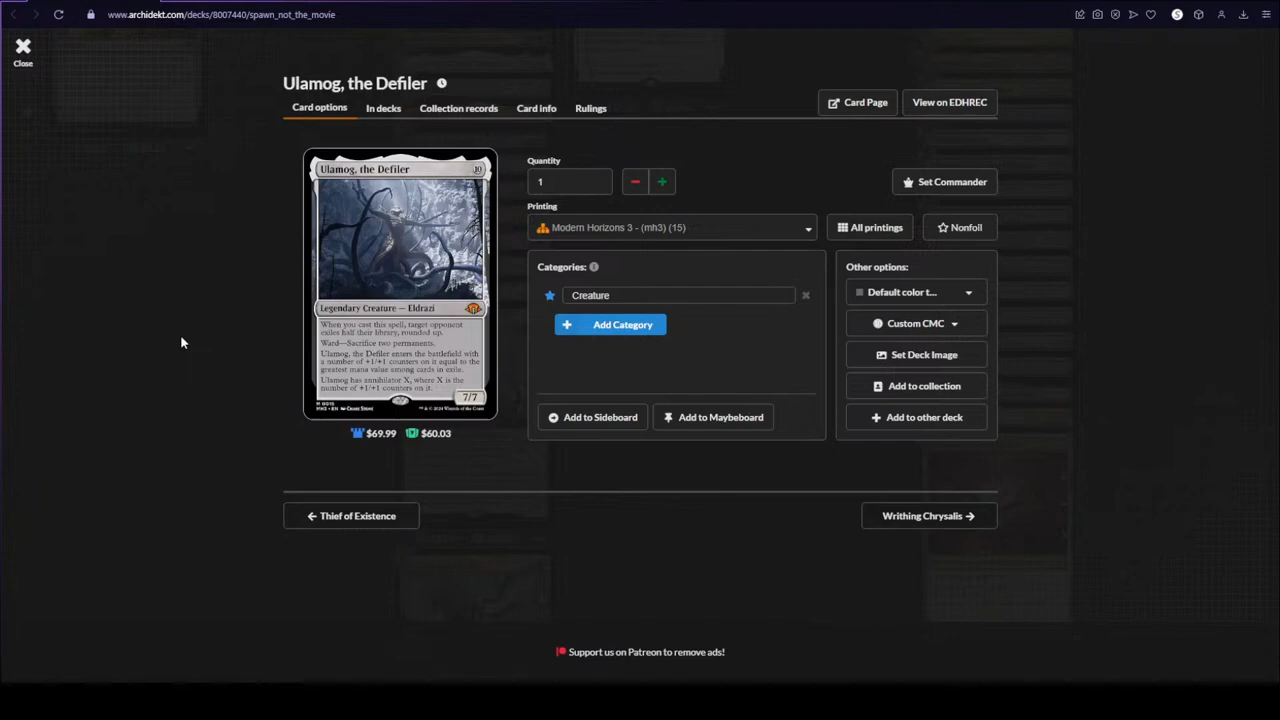 www.archidekt.com/decks/8007440/spawn_not_the_movie
Close
Ulamog, the Defiler
Card options
In decks
Collection records
Card info
Rulings
Card Page
View on EDHREC
Ulamog, the Defiler
10
Legendary Creature — Eldrazi
When you cast this spell, target opponent
exiles half their library, rounded up.
Ward—Sacrifice two permanents.
Ulamog, the Defiler enters the battlefield with
a number of +1/+1 counters on it equal to the
greatest mana value among cards in exile.
Ulamog has annihilator X, where X is the
number of +1/+1 counters on it.
7/7
$69.99
$60.03
Quantity
1
Set Commander
Printing
Modern Horizons 3 - (mh3) (15)
All printings
Nonfoil
Categories:
Creature
Add Category
Add to Sideboard
Add to Maybeboard
Other options:
Default color t...
Custom CMC
Set Deck Image
Add to collection
Add to other deck
Thief of Existence
Writhing Chrysalis
Support us on Patreon to remove ads!